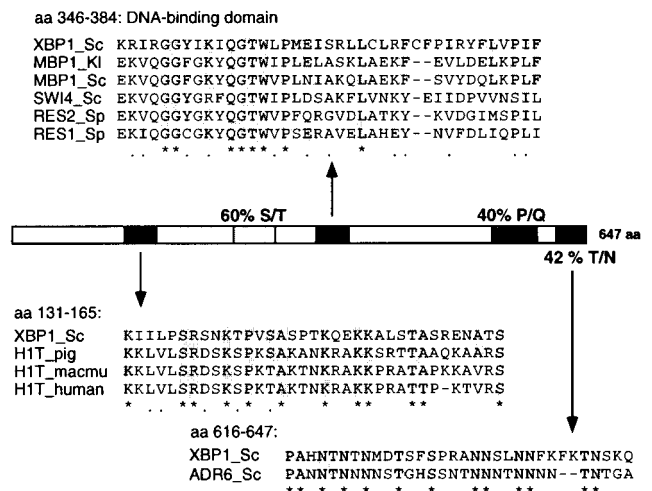 aa 346-384: DNA-binding domain
XBP1_Sc KRIRGGYIKIQGTWLPMEISRLLCLRFCFPIRYFLVPIF
MBP1_Kl EKVQGGFGKYQGTWIPLELASKLAEKF--EVLDELKPLF
MBP1_Sc EKVQGGFGKYQGTWVPLNIAKQLAEKF--SVYDQLKPLF
SWI4_Sc EKVQGGYGRFQGTWIPLDSAKFLVNKY-EIIDPVVNSIL
RES2_Sp EKVQGGYGKYQGTWVPFQRGVDLATKY--KVDGIMSPIL
RES1_Sp EKIQGGCGKYQGTWVPSERAVELAHEY--NVFDLIQPLI
.. ** . . **** * . * . . . .
60% S/T 40% P/Q
647 aa
42 % T/N
aa 131-165:
XBP1_Sc KIILPSRSNKTPVSASPTKQEKKALSTASRENATS
H1T_pig KKLVLSRDSKSPKSAKANKRAKKSRTTAAQKAARS
H1T_macmu KKLVLSRDSKSPKTAKTNKRAKKPRATAPKKAVRS
H1T_human KKLVLSRDSKSPKTAKTNKRAKKPRATTP-KTVRS
* . . ** * * * * ** * * *
aa 616-647:
XBP1_Sc PAHNTNTNMDTSFSPRANNSLNNFKFKTNSKQ
ADR6_Sc PANNTNNNNSTGHSSNTNNNTNNNN--TNTGA
** *** * * * ** ** **